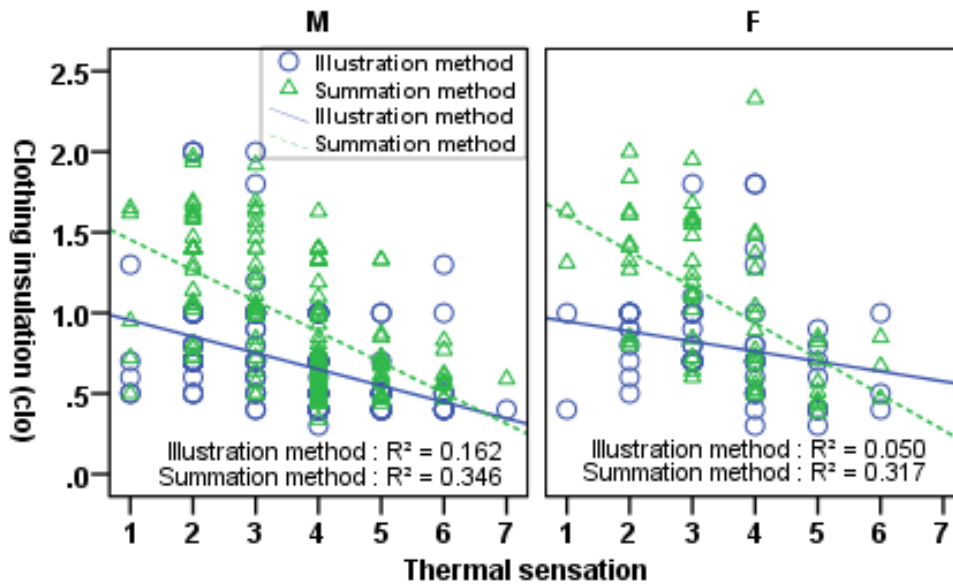 M
F
Illustration method
Summation method
Illustration method
Summation method
Clothing insulation (clo)
2.5
2.0
1.5
1.0
.5
.0
Illustration method : R² = 0.162
Summation method : R² = 0.346
Illustration method : R² = 0.050
Summation method : R² = 0.317
1 2 3 4 5 6 7
1 2 3 4 5 6 7
Thermal sensation